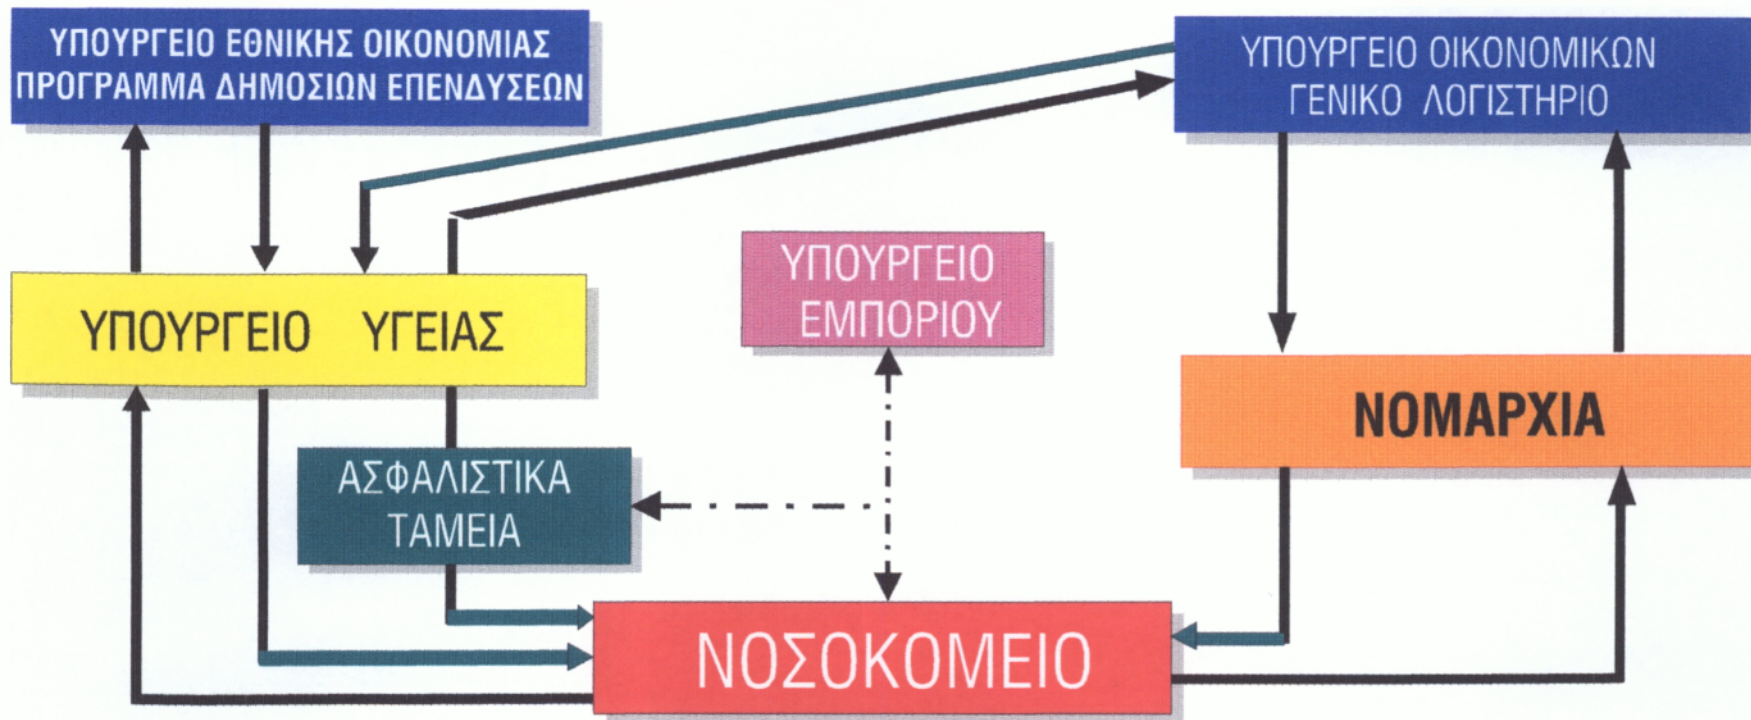 ΥΠΟΥΡΓΕΙΟ ΕΘΝΙΚΗΣ ΟΙΚΟΝΟΜΙΑΣ
ΠΡΟΓΡΑΜΜΑ ΔΗΜΟΣΙΩΝ ΕΠΕΝΔΥΣΕΩΝ
ΥΠΟΥΡΓΕΙΟ ΟΙΚΟΝΟΜΙΚΩΝ
ΓΕΝΙΚΟ ΛΟΓΙΣΤΗΡΙΟ
ΥΠΟΥΡΓΕΙΟ
ΕΜΠΟΡΙΟΥ
ΥΠΟΥΡΓΕΙΟ ΥΓΕΙΑΣ
ΝΟΜΑΡΧΙΑ
ΑΣΦΑΛΙΣΤΙΚΑ
ΤΑΜΕΙΑ
ΝΟΣΟΚΟΜΕΙΟ